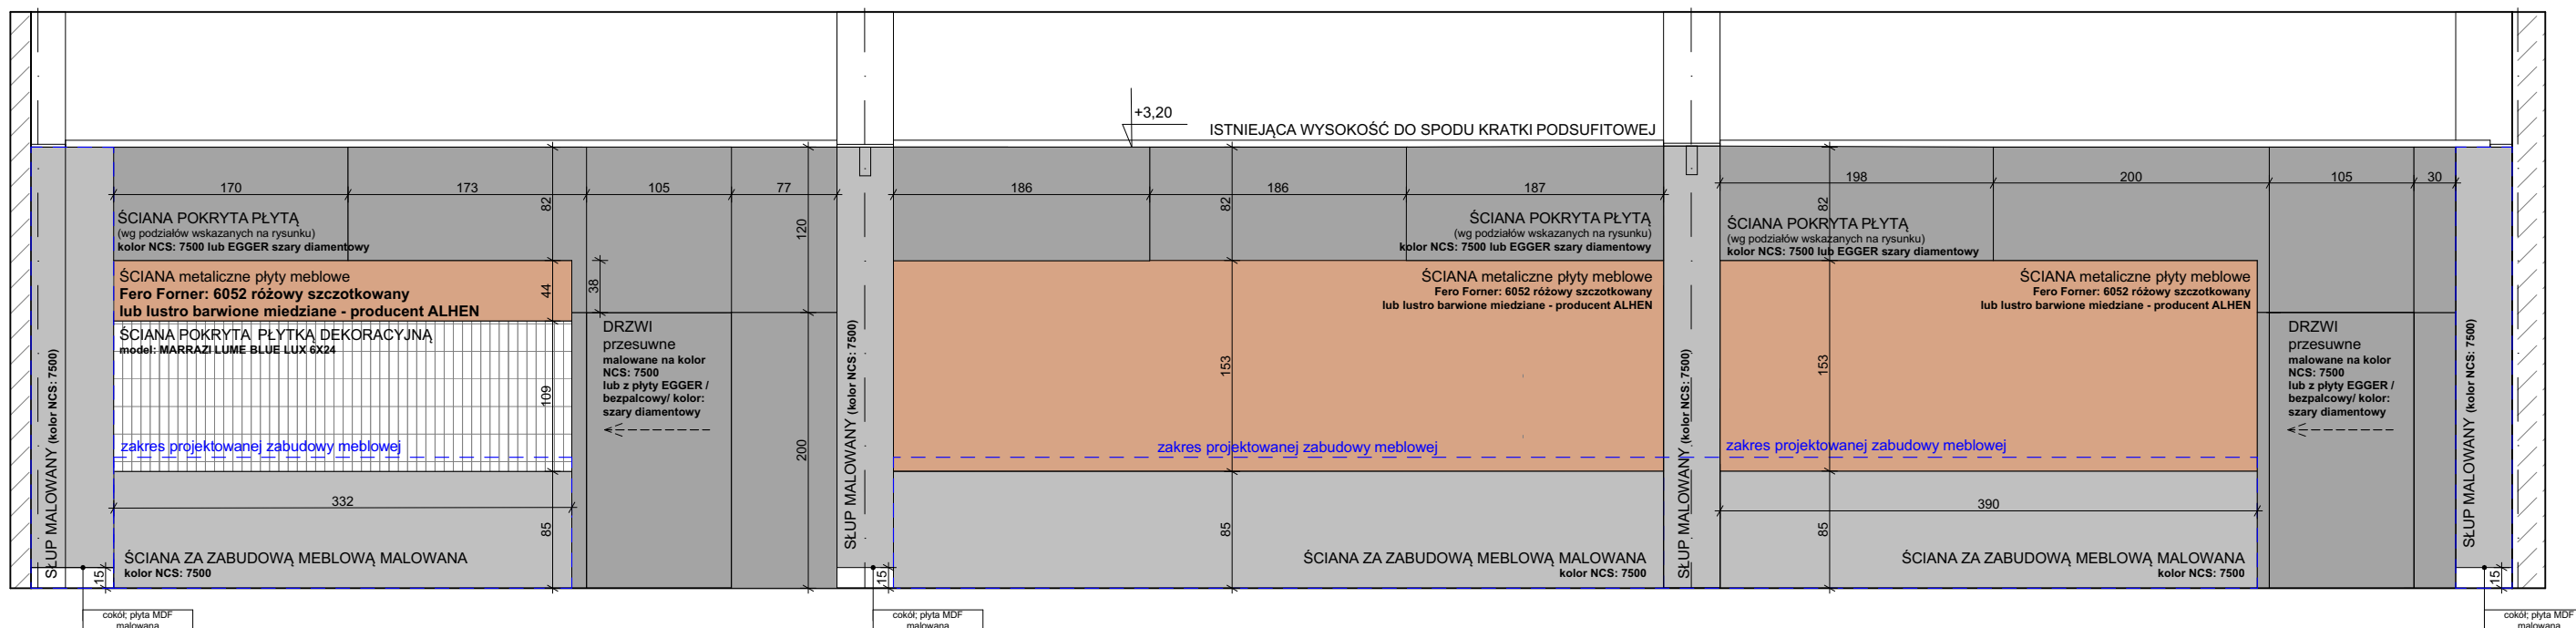 +3,20
ISTNIEJĄCA WYSOKOŚĆ DO SPODU KRATKI PODSUFITOWEJ
170
173
105
77
186
186
187
198
200
105
30
82
120
82
82
ŚCIANA POKRYTA PŁYTĄ
(wg podziałów wskazanych na rysunku)
kolor NCS: 7500 lub EGGER szary diamentowy
ŚCIANA POKRYTA PŁYTĄ
(wg podziałów wskazanych na rysunku)
kolor NCS: 7500 lub EGGER szary diamentowy
ŚCIANA POKRYTA PŁYTĄ
(wg podziałów wskazanych na rysunku)
kolor NCS: 7500 lub EGGER szary diamentowy
ŚCIANA metaliczne płyty meblowe
Fero Forner: 6052 różowy szczotkowany
lub lustro barwione miedziane - producent ALHEN
44
38
ŚCIANA metaliczne płyty meblowe
Fero Forner: 6052 różowy szczotkowany
lub lustro barwione miedziane - producent ALHEN
ŚCIANA metaliczne płyty meblowe
Fero Forner: 6052 różowy szczotkowany
lub lustro barwione miedziane - producent ALHEN
ŚCIANA POKRYTA PŁYTKĄ DEKORACYJNĄ
model: MARRAZI LUME BLUE LUX 6X24
DRZWI
przesuwne
malowane na kolor
NCS: 7500
lub z płyty EGGER /
bezpalcowy/ kolor:
szary diamentowy
DRZWI
przesuwne
malowane na kolor
NCS: 7500
lub z płyty EGGER /
bezpalcowy/ kolor:
szary diamentowy
109
153
153
200
zakres projektowanej zabudowy meblowej
zakres projektowanej zabudowy meblowej
zakres projektowanej zabudowy meblowej
SŁUP MALOWANY (kolor NCS: 7500)
SŁUP MALOWANY (kolor NCS: 7500)
SŁUP MALOWANY (kolor NCS: 7500)
SŁUP MALOWANY (kolor NCS: 7500)
332
390
85
85
85
ŚCIANA ZA ZABUDOWĄ MEBLOWĄ MALOWANA
kolor NCS: 7500
ŚCIANA ZA ZABUDOWĄ MEBLOWĄ MALOWANA
kolor NCS: 7500
ŚCIANA ZA ZABUDOWĄ MEBLOWĄ MALOWANA
kolor NCS: 7500
15
15
15
cokół; płyta MDF
malowana
cokół; płyta MDF
malowana
cokół; płyta MDF
malowana